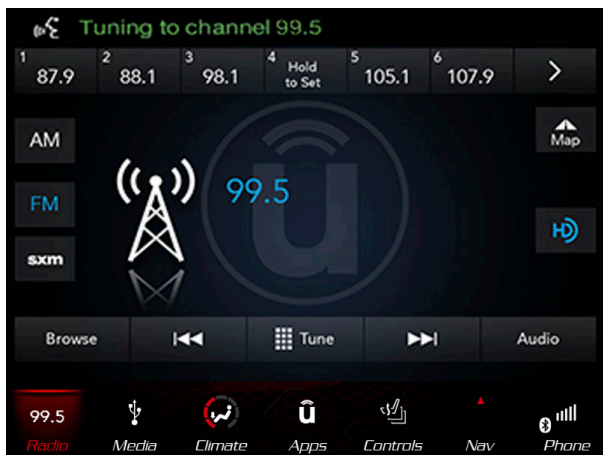 Tuning to channel 99.5
1 87.9 2 88.1 3 98.1 4 Hold to Set 5 105.1 6 107.9
AM
Map
FM
99.5
HD
sxm
Browse Tune Audio
99.5 û
Radio Media Climate Apps Controls Nav Phone